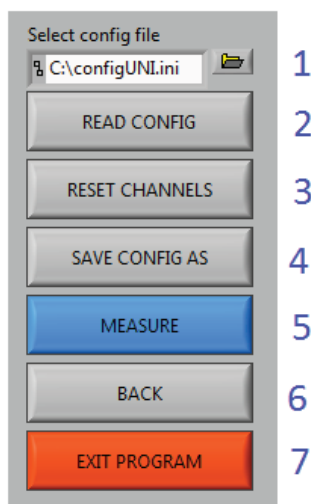 Select config file
C:\configUNI.ini 1
READ CONFIG 2
RESET CHANNELS 3
SAVE CONFIG AS 4
MEASURE 5
BACK 6
EXIT PROGRAM 7